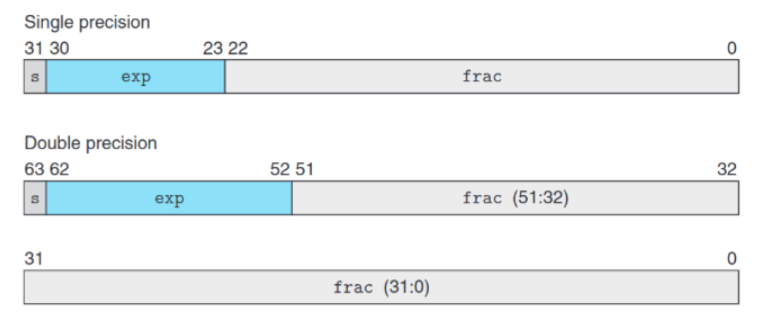 Single precision
31 30 23 22 0
s exp frac
Double precision
63 62 52 51 32
s exp frac (51:32)
31 0
frac (31:0)